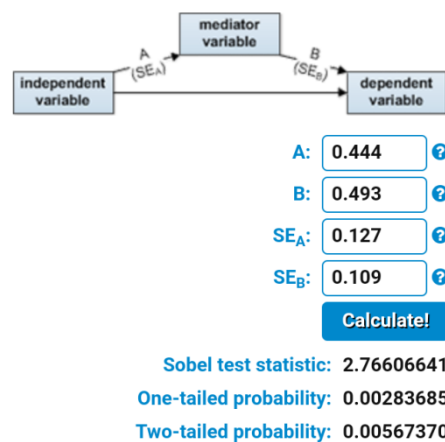 mediator
variable
A
(SEA)
B
(SEB)
independent
variable
dependent
variable
A: 0.444 ?
B: 0.493 ?
SEA: 0.127 ?
SEB: 0.109 ?
Calculate!
Sobel test statistic: 2.76606641
One-tailed probability: 0.00283685
Two-tailed probability: 0.00567370